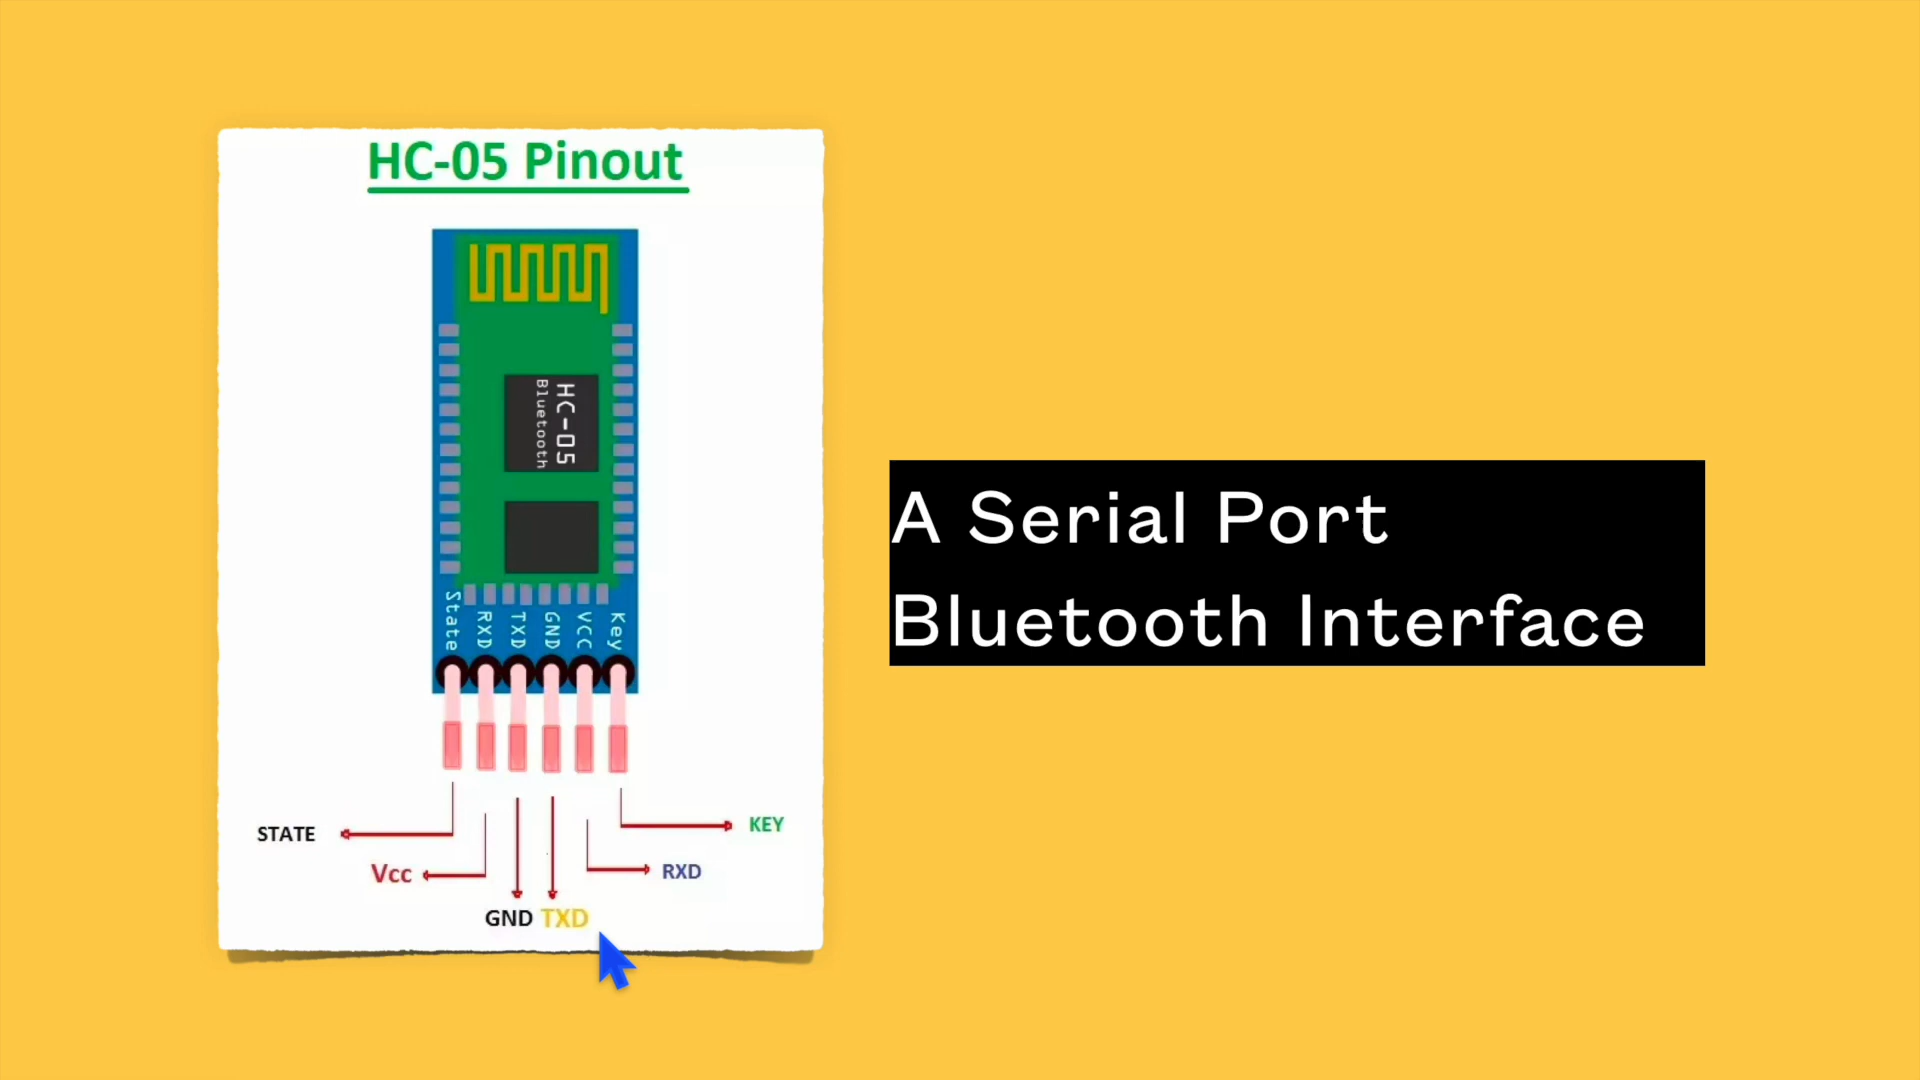 HC-05 Pinout
HC-05
Bluetooth
State
RXD
TXD
GND
VCC
Key
STATE
KEY
Vcc
RXD
GND TXD
A Serial Port
Bluetooth Interface